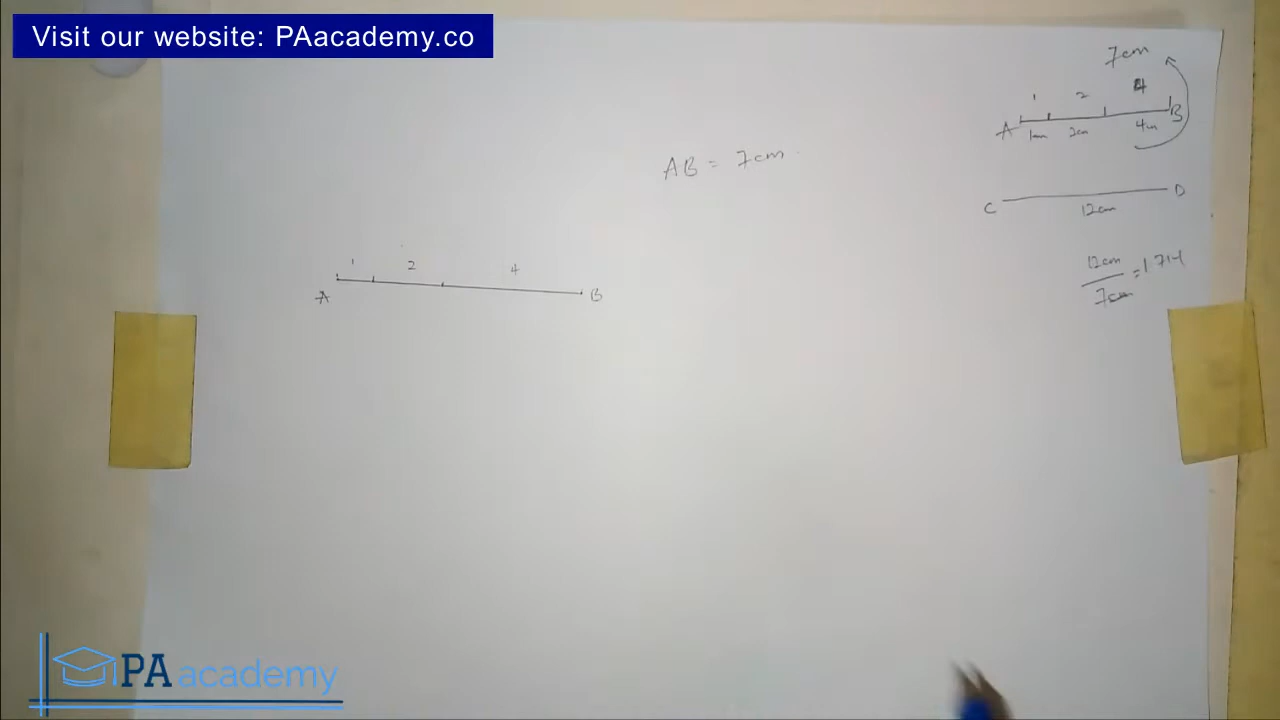 Visit our website: PAacademy.co
7cm
1 2 4
A 1cm 2cm 4cm B
AB = 7cm
C D
12cm
12cm
7cm
=1.714
1 2 4
A B
PA academy